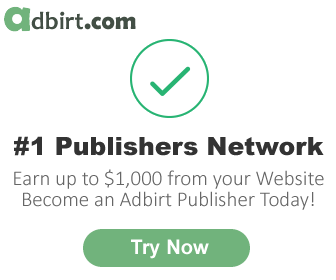 adbirt.com
#1 Publishers Network
Earn up to $1,000 from your Website
Become an Adbirt Publisher Today!
Try Now